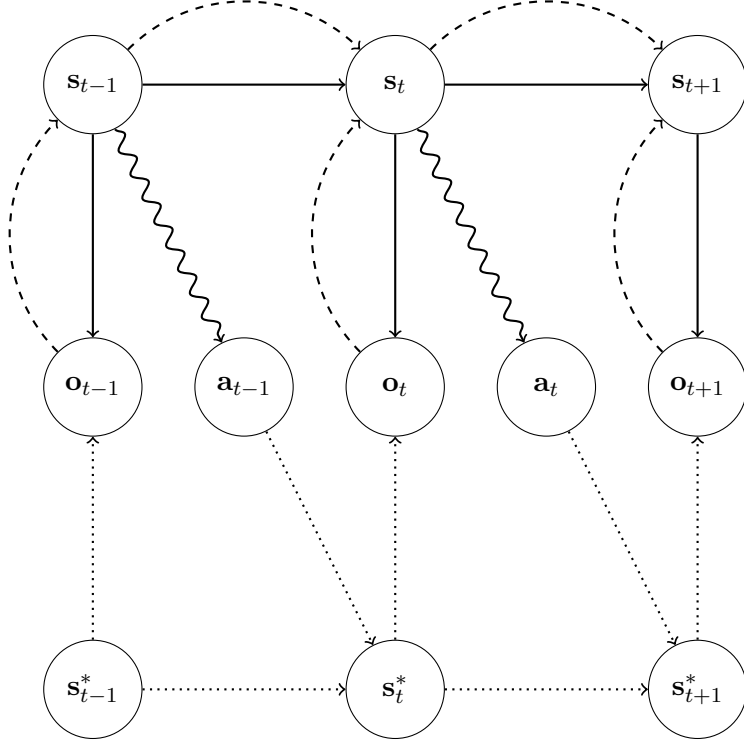 s_{t−1} s_t s_{t+1}
o_{t−1} a_{t−1} o_t a_t o_{t+1}
s^*_{t−1} s^*_t s^*_{t+1}